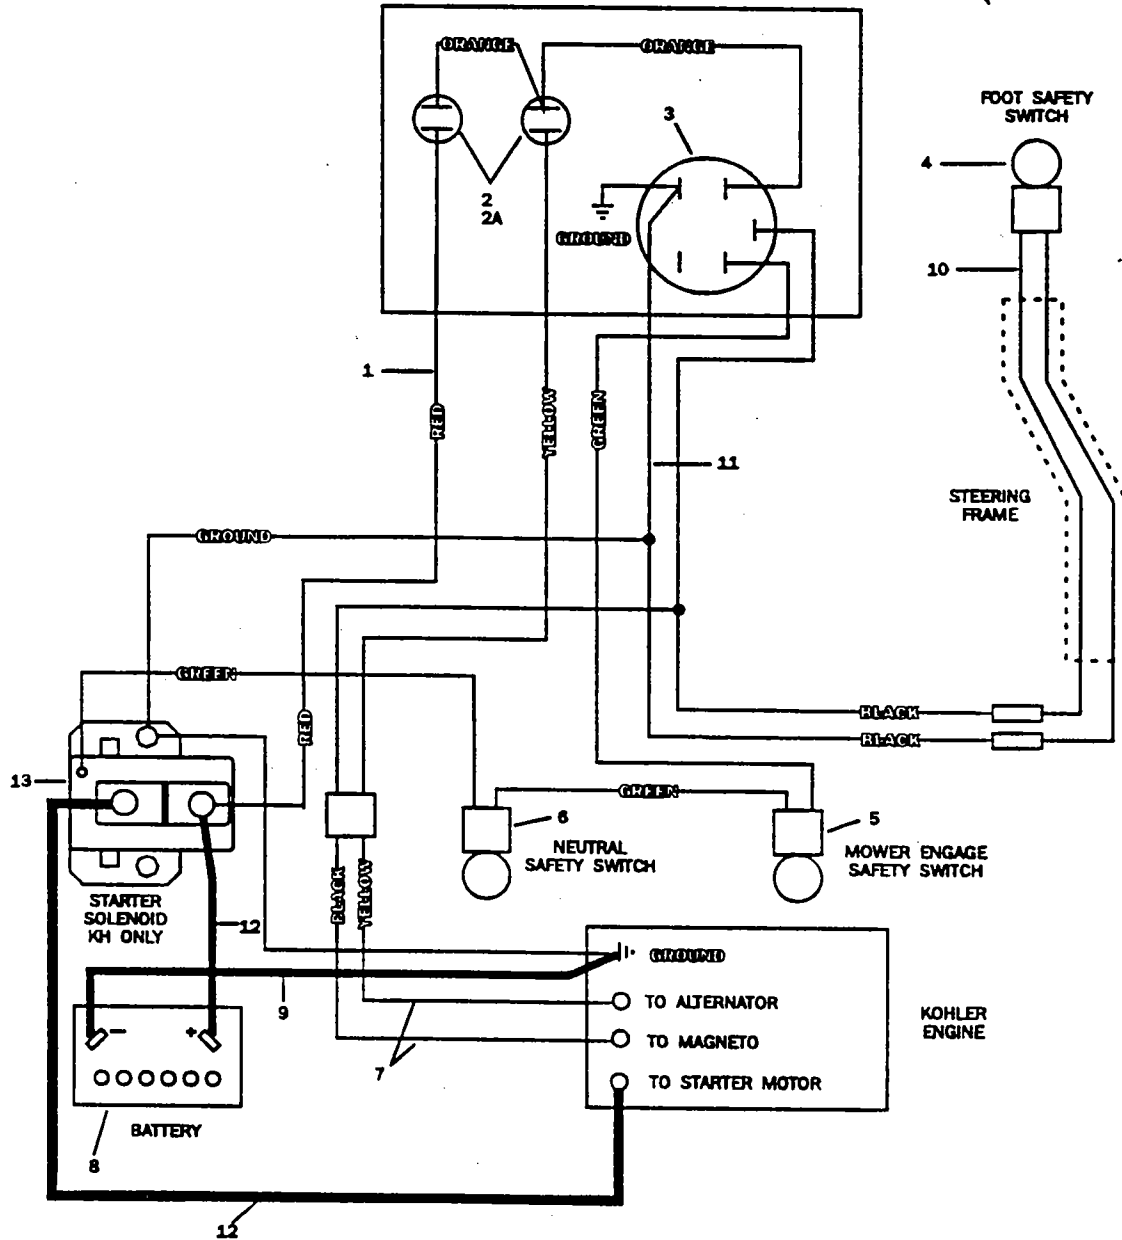 ORANGE
ORANGE
FOOT SAFETY
SWITCH
3
4
2
2A
GROUND
10
1
RED
YELLOW
GREEN
11
STEERING
FRAME
GROUND
GREEN
RED
BLACK
BLACK
13
GREEN
6
5
NEUTRAL
SAFETY SWITCH
MOWER ENGAGE
SAFETY SWITCH
BLACK
YELLOW
STARTER
SOLENOID
KH ONLY
12
GROUND
9
TO ALTERNATOR
KOHLER
ENGINE
- +
TO MAGNETO
7
TO STARTER MOTOR
BATTERY
8
12